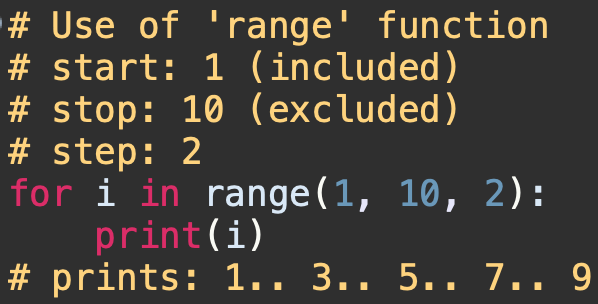 # Use of 'range' function
# start: 1 (included)
# stop: 10 (excluded)
# step: 2
for i in range(1, 10, 2):
    print(i)
# prints: 1.. 3.. 5.. 7.. 9